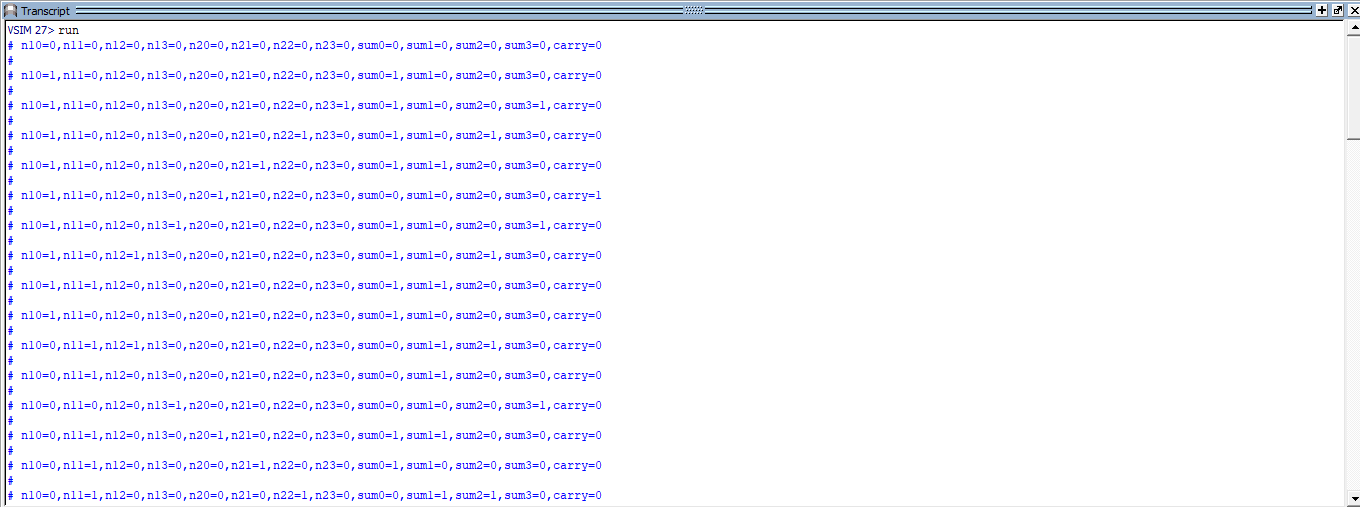 Transcript
VSIM 27> run
# n10=0,n11=0,n12=0,n13=0,n20=0,n21=0,n22=0,n23=0,sum0=0,sum1=0,sum2=0,sum3=0,carry=0
#
# n10=1,n11=0,n12=0,n13=0,n20=0,n21=0,n22=0,n23=0,sum0=1,sum1=0,sum2=0,sum3=0,carry=0
#
# n10=1,n11=0,n12=0,n13=0,n20=0,n21=0,n22=0,n23=1,sum0=1,sum1=0,sum2=0,sum3=1,carry=0
#
# n10=1,n11=0,n12=0,n13=0,n20=0,n21=0,n22=1,n23=0,sum0=1,sum1=0,sum2=1,sum3=0,carry=0
#
# n10=1,n11=0,n12=0,n13=0,n20=0,n21=1,n22=0,n23=0,sum0=1,sum1=1,sum2=0,sum3=0,carry=0
#
# n10=1,n11=0,n12=0,n13=0,n20=1,n21=0,n22=0,n23=0,sum0=0,sum1=0,sum2=0,sum3=0,carry=1
#
# n10=1,n11=0,n12=0,n13=1,n20=0,n21=0,n22=0,n23=0,sum0=1,sum1=0,sum2=0,sum3=1,carry=0
#
# n10=1,n11=0,n12=1,n13=0,n20=0,n21=0,n22=0,n23=0,sum0=1,sum1=0,sum2=1,sum3=0,carry=0
#
# n10=1,n11=1,n12=0,n13=0,n20=0,n21=0,n22=0,n23=0,sum0=1,sum1=1,sum2=0,sum3=0,carry=0
#
# n10=1,n11=0,n12=0,n13=0,n20=0,n21=0,n22=0,n23=0,sum0=1,sum1=0,sum2=0,sum3=0,carry=0
#
# n10=0,n11=1,n12=1,n13=0,n20=0,n21=0,n22=0,n23=0,sum0=0,sum1=1,sum2=1,sum3=0,carry=0
#
# n10=0,n11=1,n12=0,n13=0,n20=0,n21=0,n22=0,n23=0,sum0=0,sum1=1,sum2=0,sum3=0,carry=0
#
# n10=0,n11=0,n12=0,n13=1,n20=0,n21=0,n22=0,n23=0,sum0=0,sum1=0,sum2=0,sum3=1,carry=0
#
# n10=0,n11=1,n12=0,n13=0,n20=1,n21=0,n22=0,n23=0,sum0=1,sum1=1,sum2=0,sum3=0,carry=0
#
# n10=0,n11=1,n12=0,n13=0,n20=0,n21=1,n22=0,n23=0,sum0=1,sum1=0,sum2=0,sum3=0,carry=0
#
# n10=0,n11=1,n12=0,n13=0,n20=0,n21=0,n22=1,n23=0,sum0=0,sum1=1,sum2=1,sum3=0,carry=0